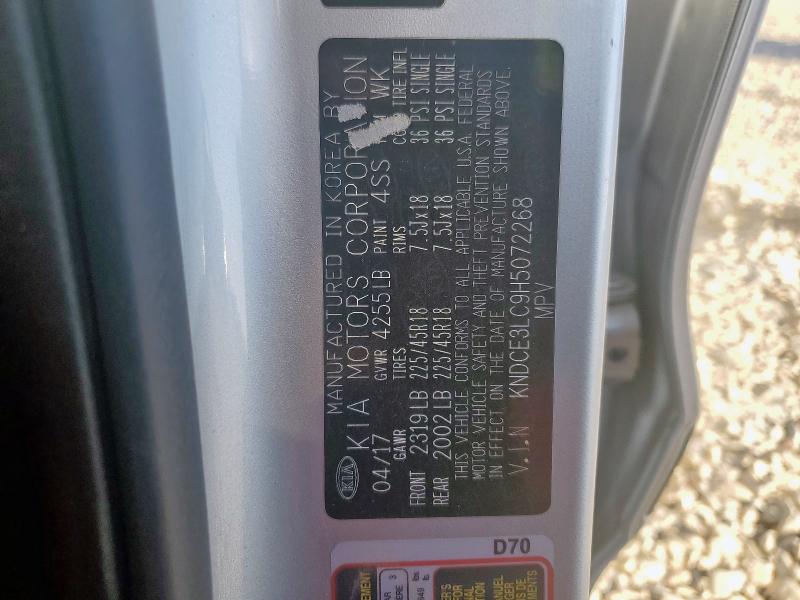 MANUFACTURED IN KOREA BY
KIA KIA MOTORS CORPORATION
04/17 GVWR 4255LB PAINT 4SS WK
GAWR TIRES RIMS TIRE INFL
FRONT 2319LB 225/45R18 7.5Jx18 36 PSI SINGLE
REAR 2002LB 225/45R18 7.5Jx18 36 PSI SINGLE
THIS VEHICLE CONFORMS TO ALL APPLICABLE U.S.A. FEDERAL
MOTOR VEHICLE SAFETY AND THEFT PREVENTION STANDARDS
IN EFFECT ON THE DATE OF MANUFACTURE SHOWN ABOVE.
V.I.N KNDCE3LC9H5072268
MPV
D70